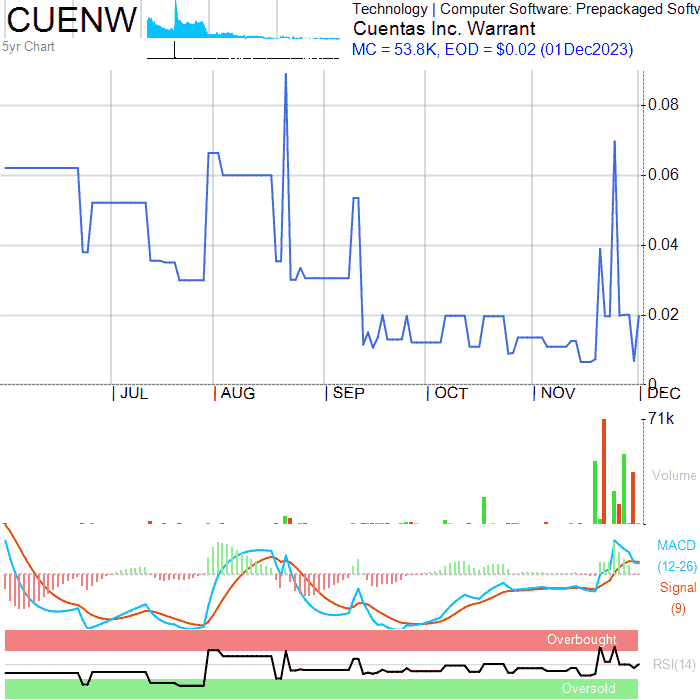 CUENW
5yr Chart
Technology | Computer Software: Prepackaged Softw
Cuentas Inc. Warrant
MC = 53.8K, EOD = $0.02 (01Dec2023)
0.08
0.06
0.04
0.02
0
JUL AUG SEP OCT NOV DEC
71k
Volume
MACD
(12-26)
Signal
(9)
Overbought
RSI(14)
Oversold